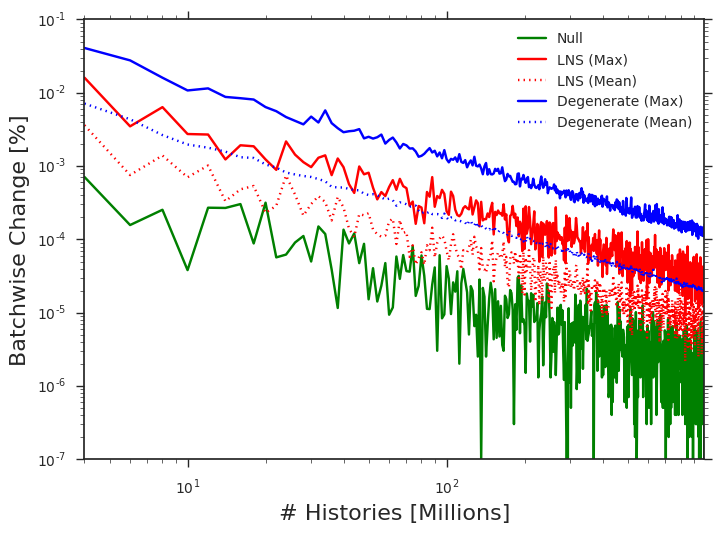 10^-1
10^-2
10^-3
10^-4
10^-5
10^-6
10^-7
Batchwise Change [%]
Null
LNS (Max)
LNS (Mean)
Degenerate (Max)
Degenerate (Mean)
10^1 10^2
# Histories [Millions]